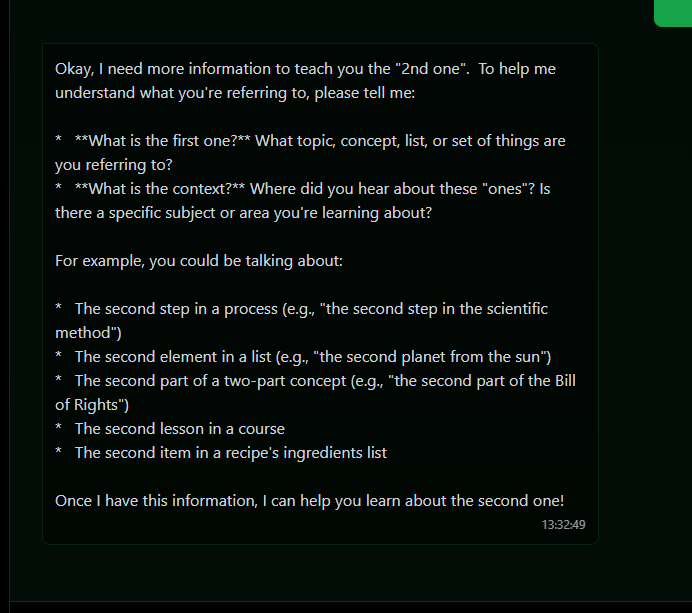 Okay, I need more information to teach you the "2nd one".  To help me
understand what you're referring to, please tell me:
*   **What is the first one?** What topic, concept, list, or set of things are
you referring to?
*   **What is the context?** Where did you hear about these "ones"? Is
there a specific subject or area you're learning about?
For example, you could be talking about:
*   The second step in a process (e.g., "the second step in the scientific
method")
*   The second element in a list (e.g., "the second planet from the sun")
*   The second part of a two-part concept (e.g., "the second part of the Bill
of Rights")
*   The second lesson in a course
*   The second item in a recipe's ingredients list
Once I have this information, I can help you learn about the second one!
13:32:49